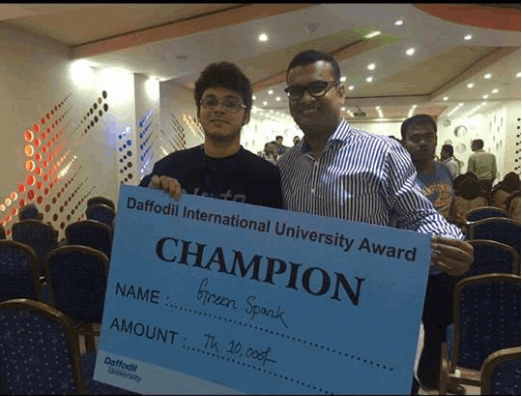 Daffodil International University Award
CHAMPION
NAME : Green Spark
AMOUNT : Tk 10,000/-
Daffodil
University